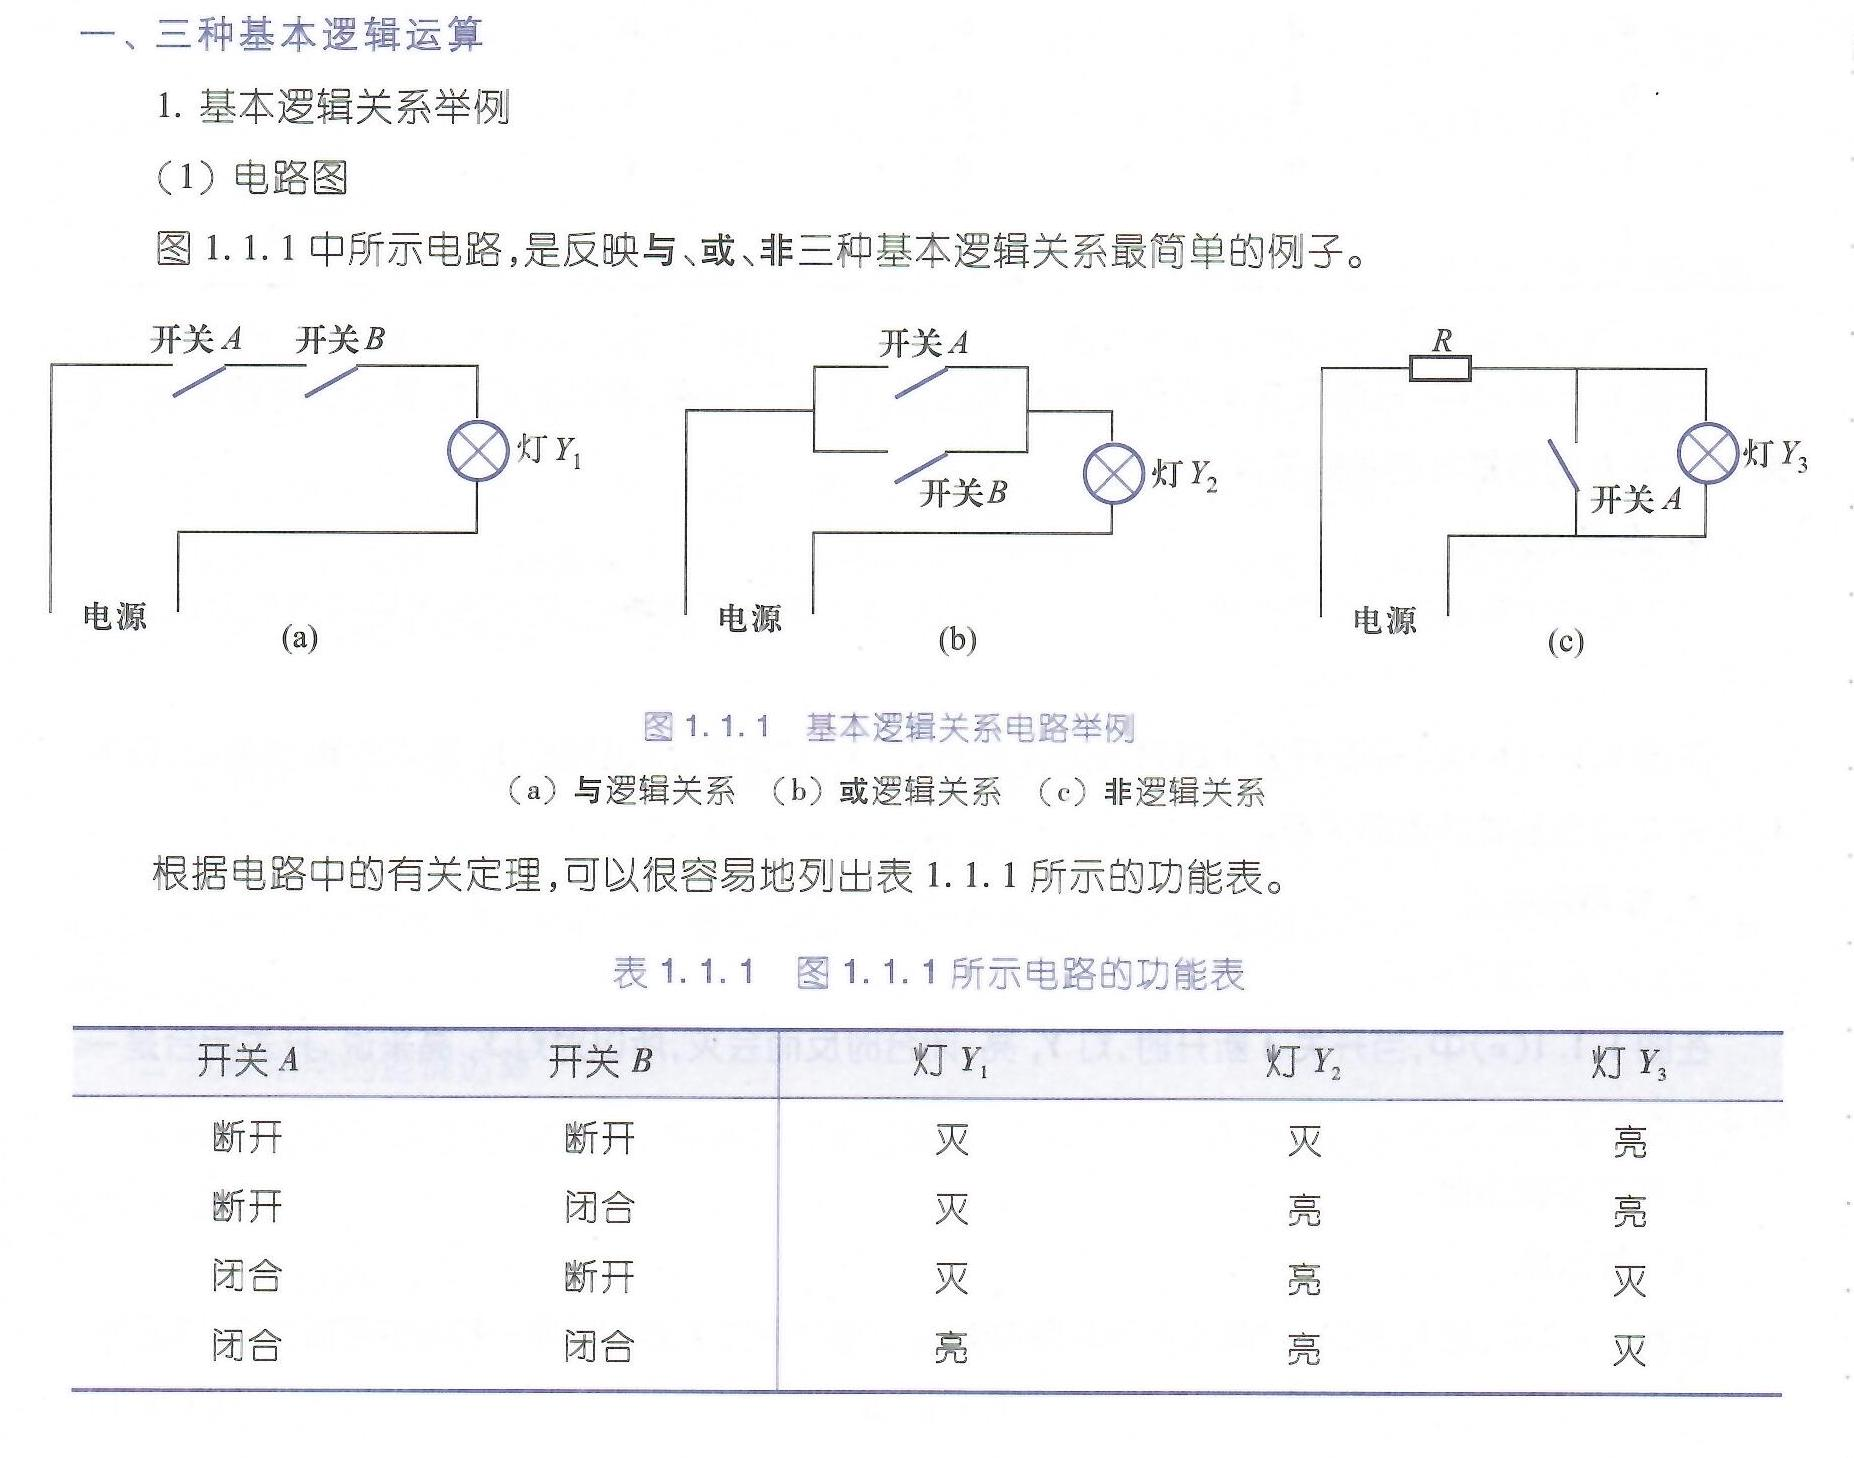 一、三种基本逻辑运算
1. 基本逻辑关系举例
（1）电路图
图 1.1.1 中所示电路,是反映与、或、非三种基本逻辑关系最简单的例子。
开关 A 开关 B
灯 Y₁
电源
(a)
开关 A
开关 B
灯 Y₂
电源
(b)
R
开关 A
灯 Y₃
电源
(c)
图 1.1.1 基本逻辑关系电路举例
（a）与逻辑关系 （b）或逻辑关系 （c）非逻辑关系
根据电路中的有关定理,可以很容易地列出表 1.1.1 所示的功能表。
表 1.1.1 图 1.1.1 所示电路的功能表
开关 A 开关 B 灯 Y₁ 灯 Y₂ 灯 Y₃
断开 断开 灭 灭 亮
断开 闭合 灭 亮 亮
闭合 断开 灭 亮 灭
闭合 闭合 亮 亮 灭